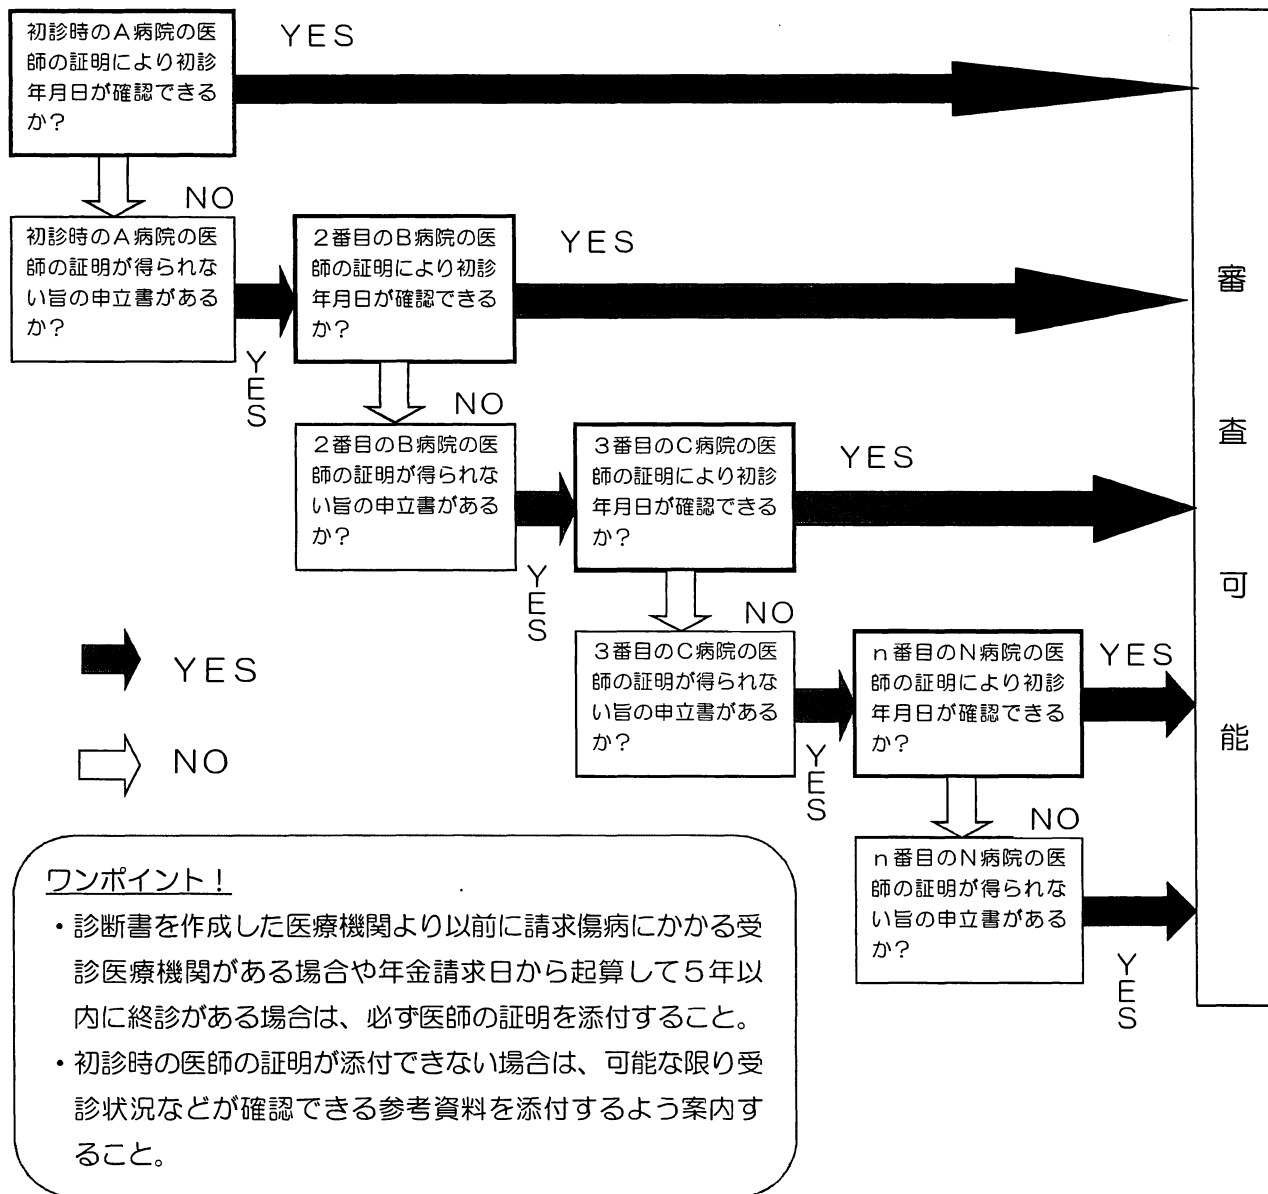 初診時のA病院の医
師の証明により初診
年月日が確認できる
か？
YES
NO
初診時のA病院の医
師の証明が得られな
い旨の申立書がある
か？
YES
2番目のB病院の医
師の証明により初診
年月日が確認できる
か？
YES
NO
2番目のB病院の医
師の証明が得られな
い旨の申立書がある
か？
YES
3番目のC病院の医
師の証明により初診
年月日が確認できる
か？
YES
NO
3番目のC病院の医
師の証明が得られな
い旨の申立書がある
か？
YES
n番目のN病院の医
師の証明により初診
年月日が確認できる
か？
YES
NO
n番目のN病院の医
師の証明が得られな
い旨の申立書がある
か？
YES
審査可能
YES
NO
ワンポイント！
・診断書を作成した医療機関より以前に請求傷病にかかる受
診医療機関がある場合や年金請求日から起算して５年以
内に終診がある場合は、必ず医師の証明を添付すること。
・初診時の医師の証明が添付できない場合は、可能な限り受
診状況などが確認できる参考資料を添付するよう案内す
ること。